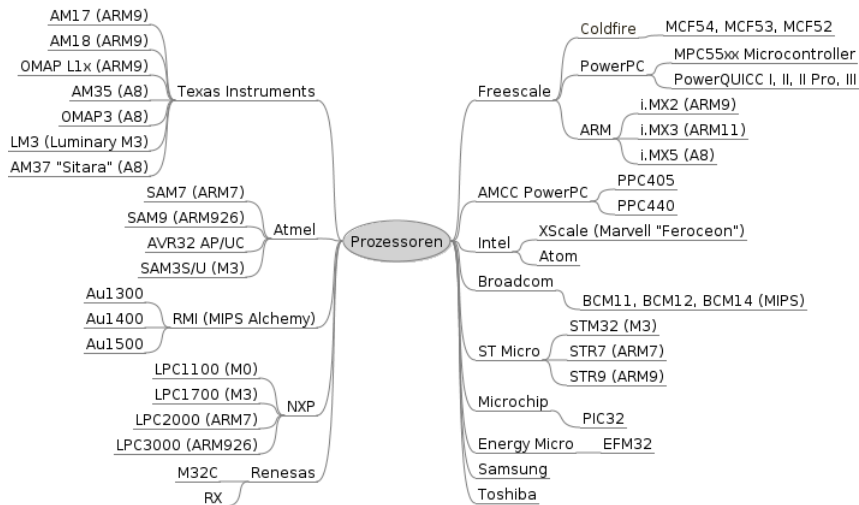 Prozessoren
Texas Instruments
AM17 (ARM9)
AM18 (ARM9)
OMAP L1x (ARM9)
AM35 (A8)
OMAP3 (A8)
LM3 (Luminary M3)
AM37 "Sitara" (A8)
Atmel
SAM7 (ARM7)
SAM9 (ARM926)
AVR32 AP/UC
SAM3S/U (M3)
RMI (MIPS Alchemy)
Au1300
Au1400
Au1500
NXP
LPC1100 (M0)
LPC1700 (M3)
LPC2000 (ARM7)
LPC3000 (ARM926)
Renesas
M32C
RX
Freescale
Coldfire
MCF54, MCF53, MCF52
PowerPC
MPC55xx Microcontroller
PowerQUICC I, II, II Pro, III
ARM
i.MX2 (ARM9)
i.MX3 (ARM11)
i.MX5 (A8)
AMCC PowerPC
PPC405
PPC440
Intel
XScale (Marvell "Feroceon")
Atom
Broadcom
BCM11, BCM12, BCM14 (MIPS)
ST Micro
STM32 (M3)
STR7 (ARM7)
STR9 (ARM9)
Microchip
PIC32
Energy Micro
EFM32
Samsung
Toshiba